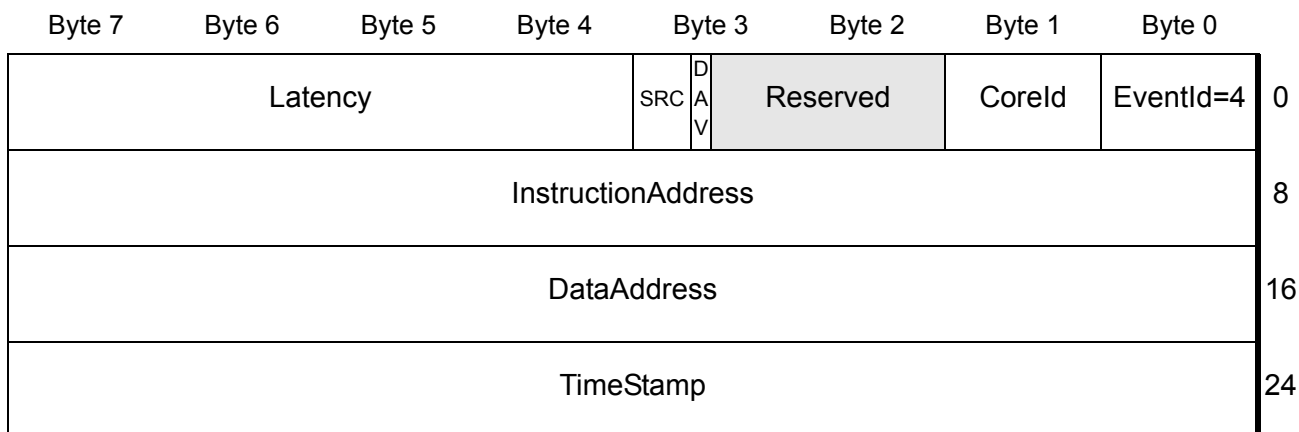 Byte 7 Byte 6 Byte 5 Byte 4 Byte 3 Byte 2 Byte 1 Byte 0
Latency SRC DAV Reserved CoreId EventId=4 0
InstructionAddress 8
DataAddress 16
TimeStamp 24